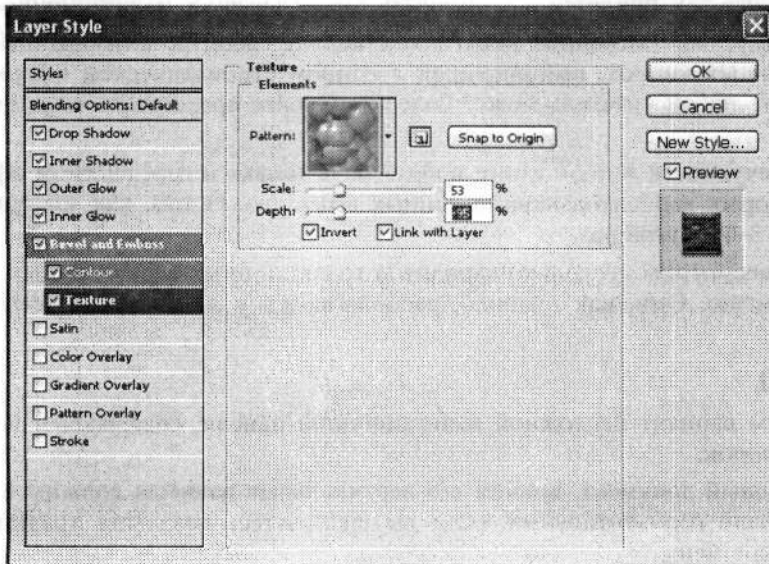 Layer Style
Styles
Blending Options: Default
Drop Shadow
Inner Shadow
Outer Glow
Inner Glow
Bevel and Emboss
Contour
Texture
Satin
Color Overlay
Gradient Overlay
Pattern Overlay
Stroke
Texture
Elements
Pattern:
Snap to Origin
Scale: 53 %
Depth: %
Invert Link with Layer
OK
Cancel
New Style...
Preview